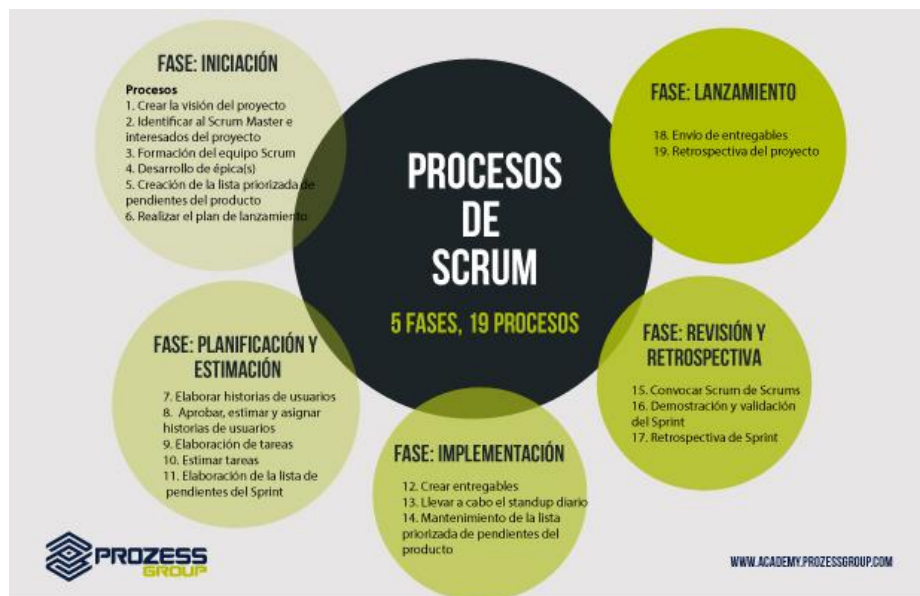 FASE: INICIACIÓN
Procesos
1. Crear la visión del proyecto
2. Identificar al Scrum Master e
interesados del proyecto
3. Formación del equipo Scrum
4. Desarrollo de épica(s)
5. Creación de la lista priorizada de
pendientes del producto
6. Realizar el plan de lanzamiento
PROCESOS
DE
SCRUM
5 FASES, 19 PROCESOS
FASE: LANZAMIENTO
18. Envío de entregables
19. Retrospectiva del proyecto
FASE: PLANIFICACIÓN Y
ESTIMACIÓN
7. Elaborar historias de usuarios
8. Aprobar, estimar y asignar
historias de usuarios
9. Elaboración de tareas
10. Estimar tareas
11. Elaboración de la lista de
pendientes del Sprint
FASE: IMPLEMENTACIÓN
12. Crear entregables
13. Llevar a cabo el standup diario
14. Mantenimiento de la lista
priorizada de pendientes del
producto
FASE: REVISIÓN Y
RETROSPECTIVA
15. Convocar Scrum de Scrums
16. Demostración y validación
del Sprint
17. Retrospectiva de Sprint
PROZESS
GROUP
WWW.ACADEMY.PROZESSGROUP.COM